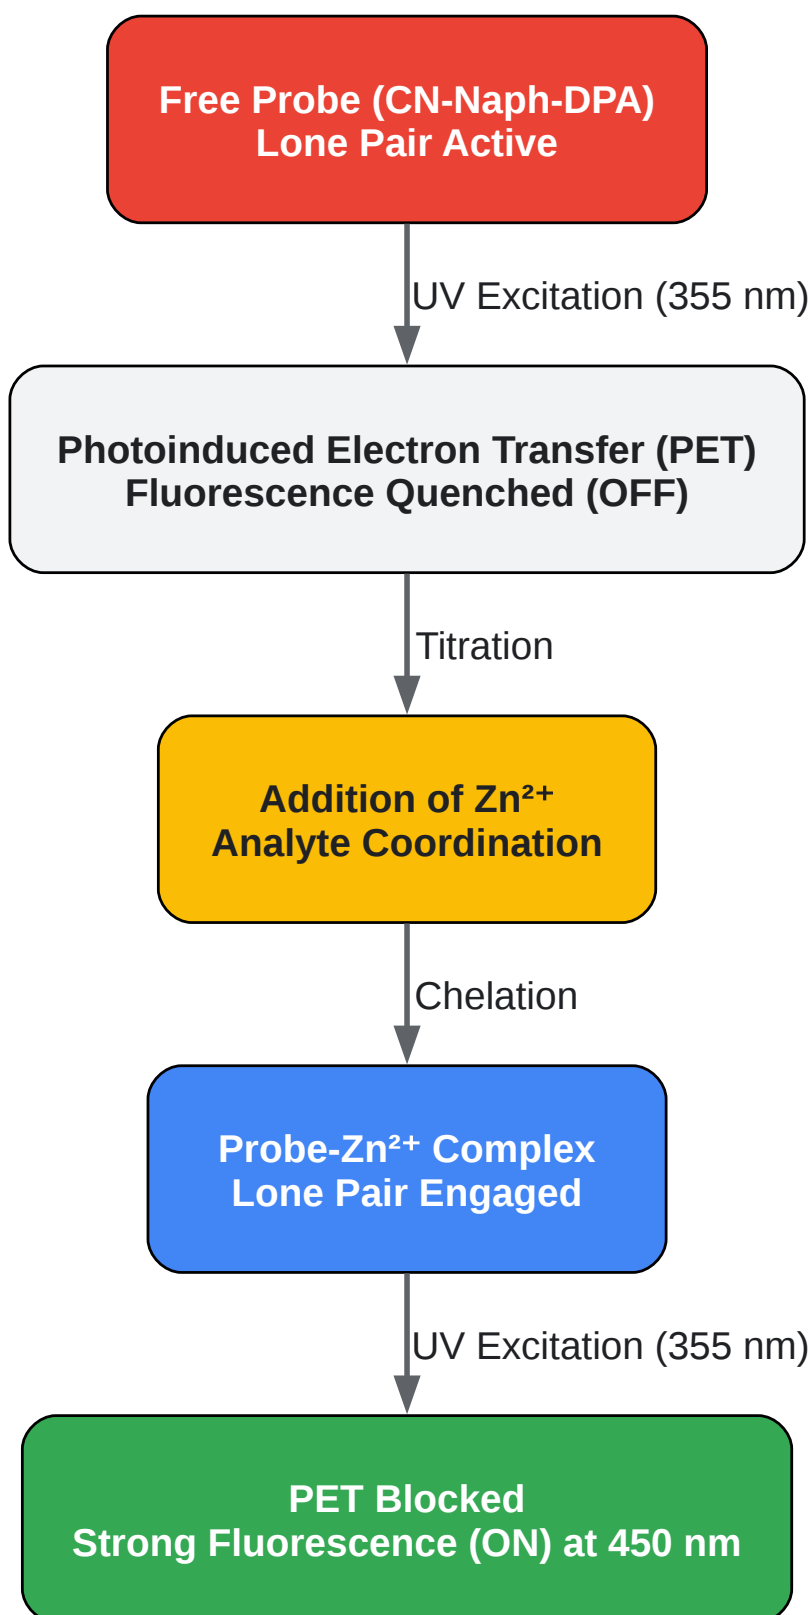 Free Probe (CN-Naph-DPA)
Lone Pair Active
UV Excitation (355 nm)
Photoinduced Electron Transfer (PET)
Fluorescence Quenched (OFF)
Titration
Addition of Zn²⁺
Analyte Coordination
Chelation
Probe-Zn²⁺ Complex
Lone Pair Engaged
UV Excitation (355 nm)
PET Blocked
Strong Fluorescence (ON) at 450 nm